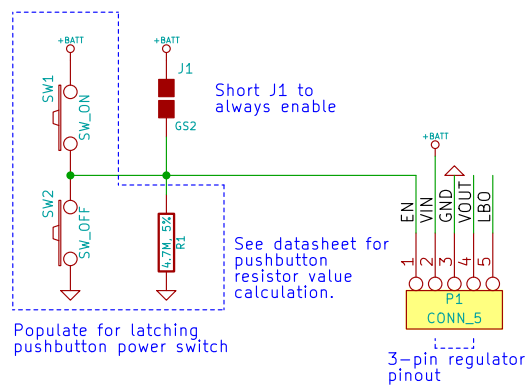 +BATT
+BATT
J1
GS2
SW1
SW_ON
Short J1 to
always enable
+BATT
SW2
SW_OFF
4.7M, 5%
R1
See datasheet for
pushbutton
resistor value
calculation.
EN
VIN
GND
VOUT
LBO
1
2
3
4
5
P1
CONN_5
Populate for latching
pushbutton power switch
3-pin regulator
pinout